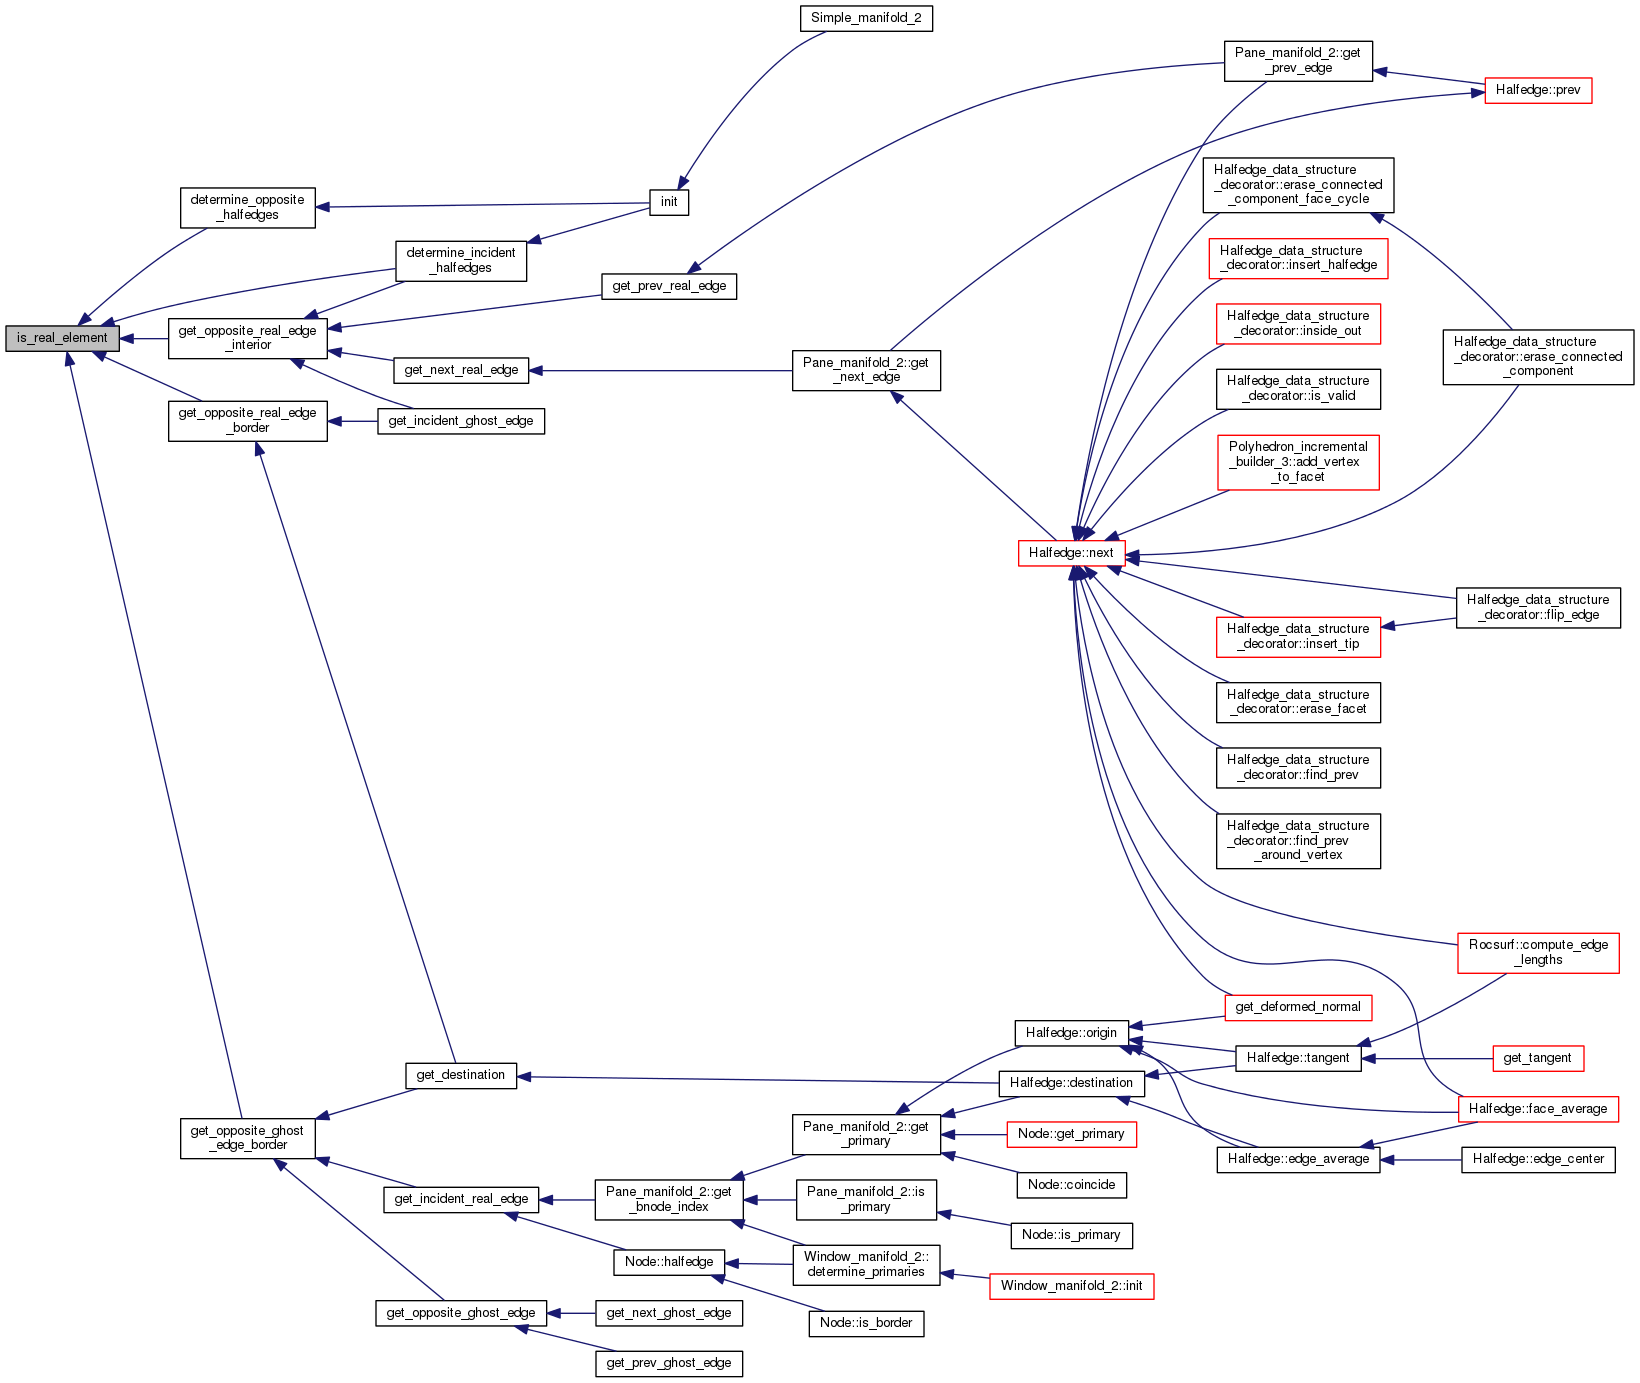 Simple_manifold_2
Pane_manifold_2::get
_prev_edge
Halfedge::prev
Halfedge_data_structure
_decorator::erase_connected
_component_face_cycle
determine_opposite
_halfedges
init
determine_incident
_halfedges
Halfedge_data_structure
_decorator::insert_halfedge
get_prev_real_edge
Halfedge_data_structure
_decorator::inside_out
is_real_element
get_opposite_real_edge
_interior
Halfedge_data_structure
_decorator::erase_connected
_component
get_next_real_edge
Pane_manifold_2::get
_next_edge
Halfedge_data_structure
_decorator::is_valid
get_opposite_real_edge
_border
get_incident_ghost_edge
Polyhedron_incremental
_builder_3::add_vertex
_to_facet
Halfedge::next
Halfedge_data_structure
_decorator::flip_edge
Halfedge_data_structure
_decorator::insert_tip
Halfedge_data_structure
_decorator::erase_facet
Halfedge_data_structure
_decorator::find_prev
Halfedge_data_structure
_decorator::find_prev
_around_vertex
Rocsurf::compute_edge
_lengths
get_deformed_normal
Halfedge::origin
Halfedge::tangent
get_tangent
get_destination
Halfedge::destination
Halfedge::face_average
get_opposite_ghost
_edge_border
Pane_manifold_2::get
_primary
Node::get_primary
Halfedge::edge_average
Halfedge::edge_center
Node::coincide
get_incident_real_edge
Pane_manifold_2::get
_bnode_index
Pane_manifold_2::is
_primary
Node::is_primary
Node::halfedge
Window_manifold_2::
determine_primaries
Window_manifold_2::init
get_opposite_ghost_edge
get_next_ghost_edge
Node::is_border
get_prev_ghost_edge